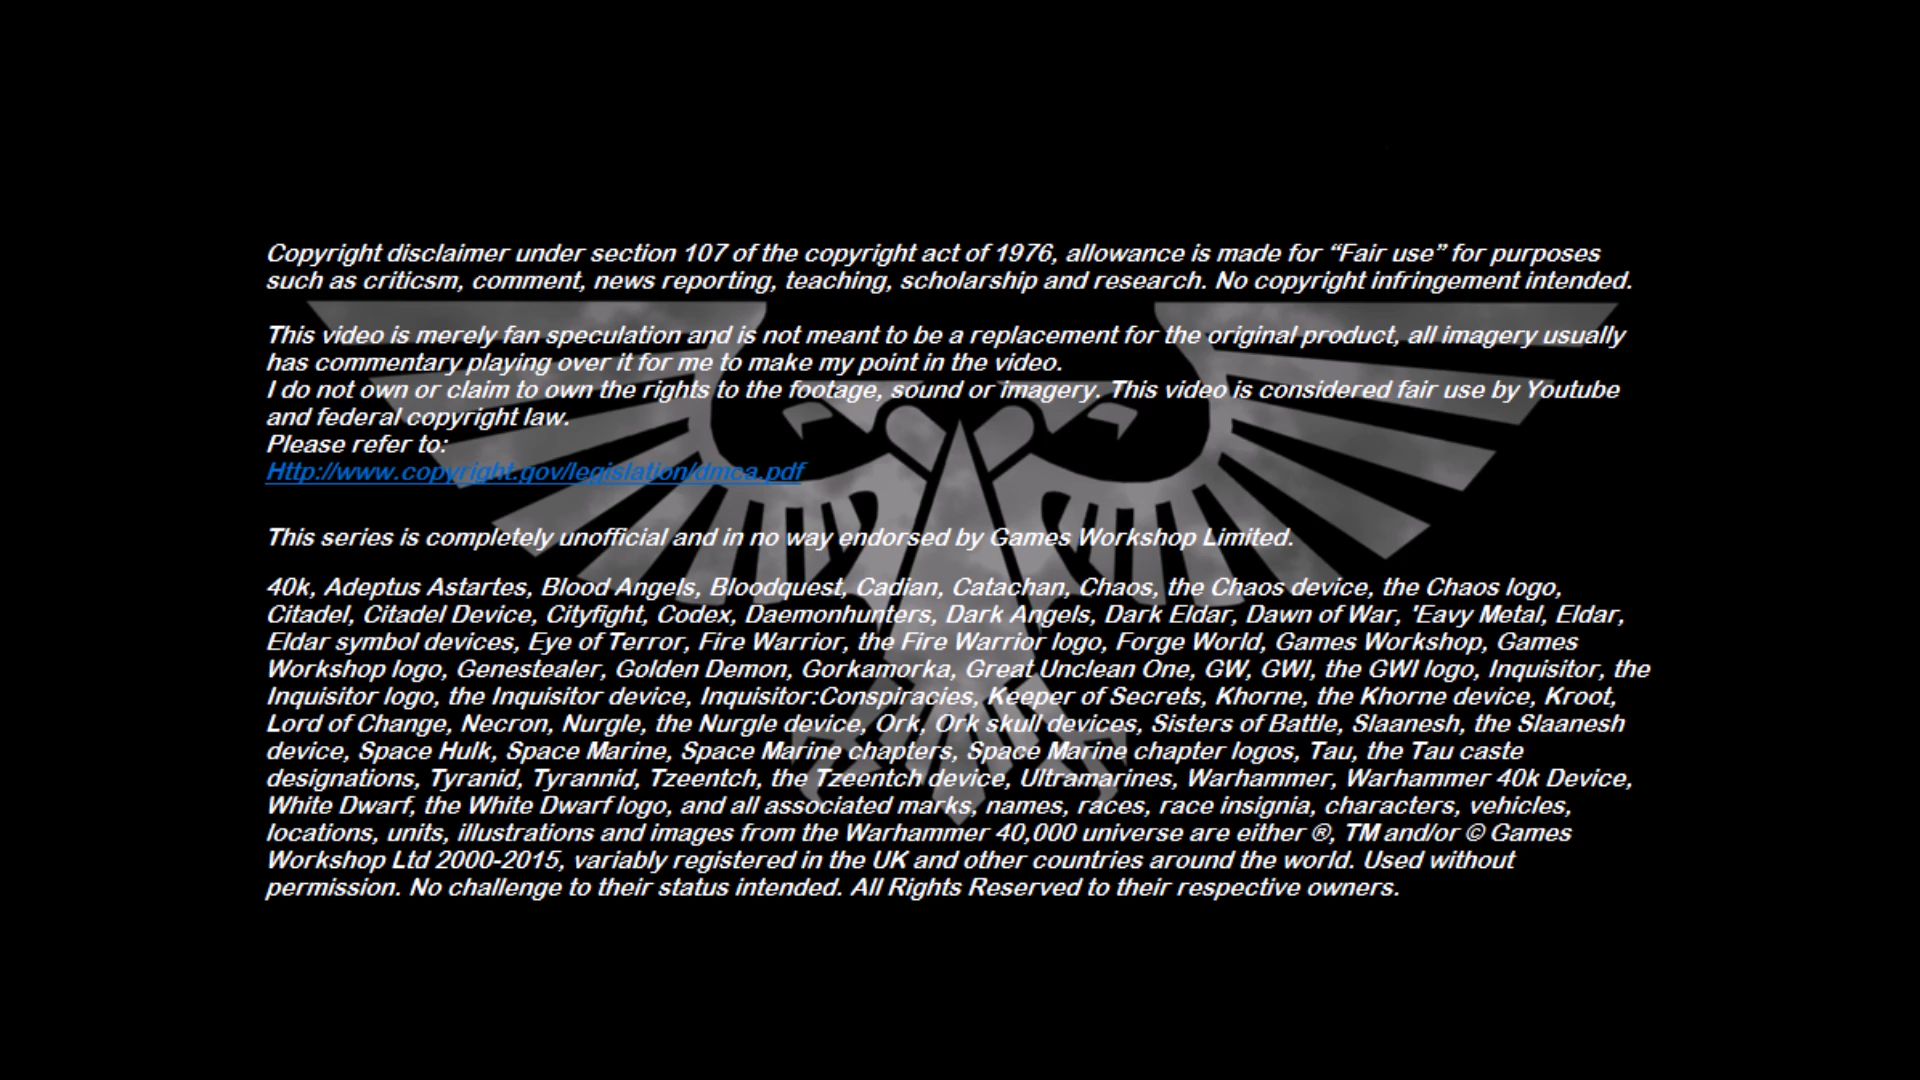 Copyright disclaimer under section 107 of the copyright act of 1976, allowance is made for “Fair use” for purposes
such as criticsm, comment, news reporting, teaching, scholarship and research. No copyright infringement intended.
This video is merely fan speculation and is not meant to be a replacement for the original product, all imagery usually
has commentary playing over it for me to make my point in the video.
I do not own or claim to own the rights to the footage, sound or imagery. This video is considered fair use by Youtube
and federal copyright law.
Please refer to:
Http://www.copyright.gov/legislation/dmca.pdf
This series is completely unofficial and in no way endorsed by Games Workshop Limited.
40k, Adeptus Astartes, Blood Angels, Bloodquest, Cadian, Catachan, Chaos, the Chaos device, the Chaos logo,
Citadel, Citadel Device, Cityfight, Codex, Daemonhunters, Dark Angels, Dark Eldar, Dawn of War, 'Eavy Metal, Eldar,
Eldar symbol devices, Eye of Terror, Fire Warrior, the Fire Warrior logo, Forge World, Games Workshop, Games
Workshop logo, Genestealer, Golden Demon, Gorkamorka, Great Unclean One, GW, GWI, the GWI logo, Inquisitor, the
Inquisitor logo, the Inquisitor device, Inquisitor:Conspiracies, Keeper of Secrets, Khorne, the Khorne device, Kroot,
Lord of Change, Necron, Nurgle, the Nurgle device, Ork, Ork skull devices, Sisters of Battle, Slaanesh, the Slaanesh
device, Space Hulk, Space Marine, Space Marine chapters, Space Marine chapter logos, Tau, the Tau caste
designations, Tyranid, Tyrannid, Tzeentch, the Tzeentch device, Ultramarines, Warhammer, Warhammer 40k Device,
White Dwarf, the White Dwarf logo, and all associated marks, names, races, race insignia, characters, vehicles,
locations, units, illustrations and images from the Warhammer 40,000 universe are either ®, TM and/or © Games
Workshop Ltd 2000-2015, variably registered in the UK and other countries around the world. Used without
permission. No challenge to their status intended. All Rights Reserved to their respective owners.